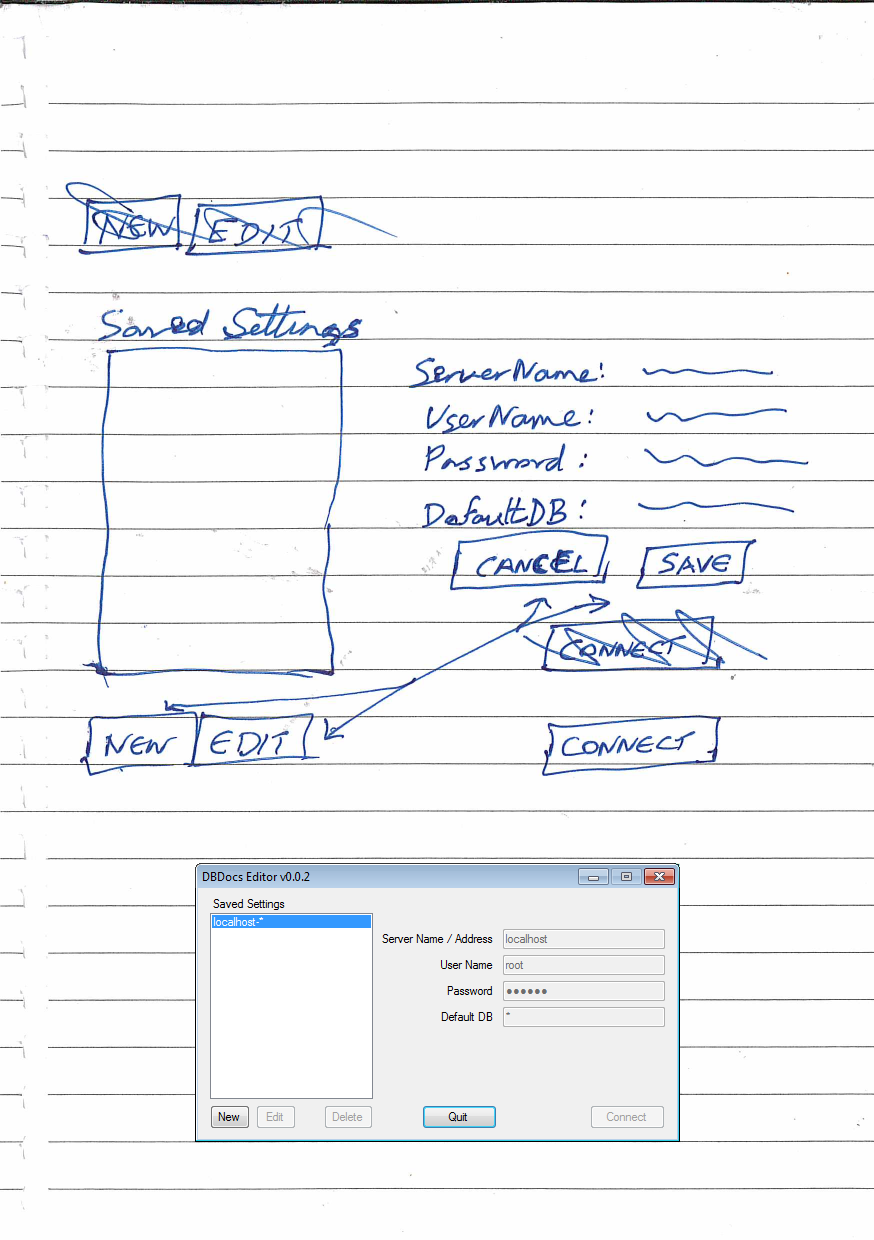 NEW EDIT
Saved Settings
ServerName:
UserName:
Password:
DefaultDB:
CANCEL SAVE
CONNECT
NEW EDIT CONNECT
DBDocs Editor v0.0.2
Saved Settings
localhost-*
Server Name / Address localhost
User Name root
Password ●●●●●●
Default DB *
New Edit Delete Quit Connect